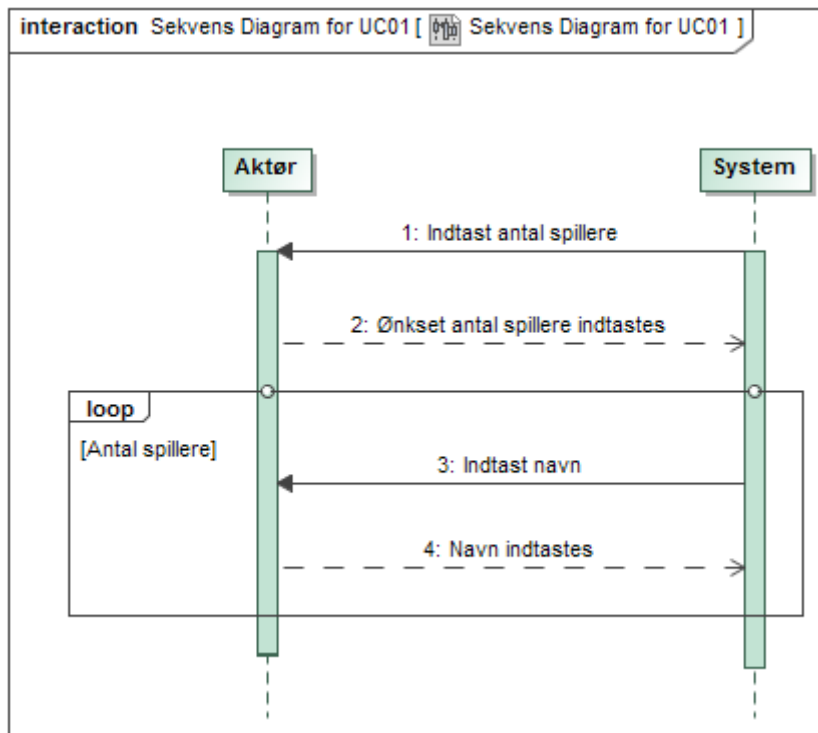 interaction Sekvens Diagram for UC01 [ Sekvens Diagram for UC01 ]
Aktør
System
1: Indtast antal spillere
2: Ønkset antal spillere indtastes
loop
[Antal spillere]
3: Indtast navn
4: Navn indtastes